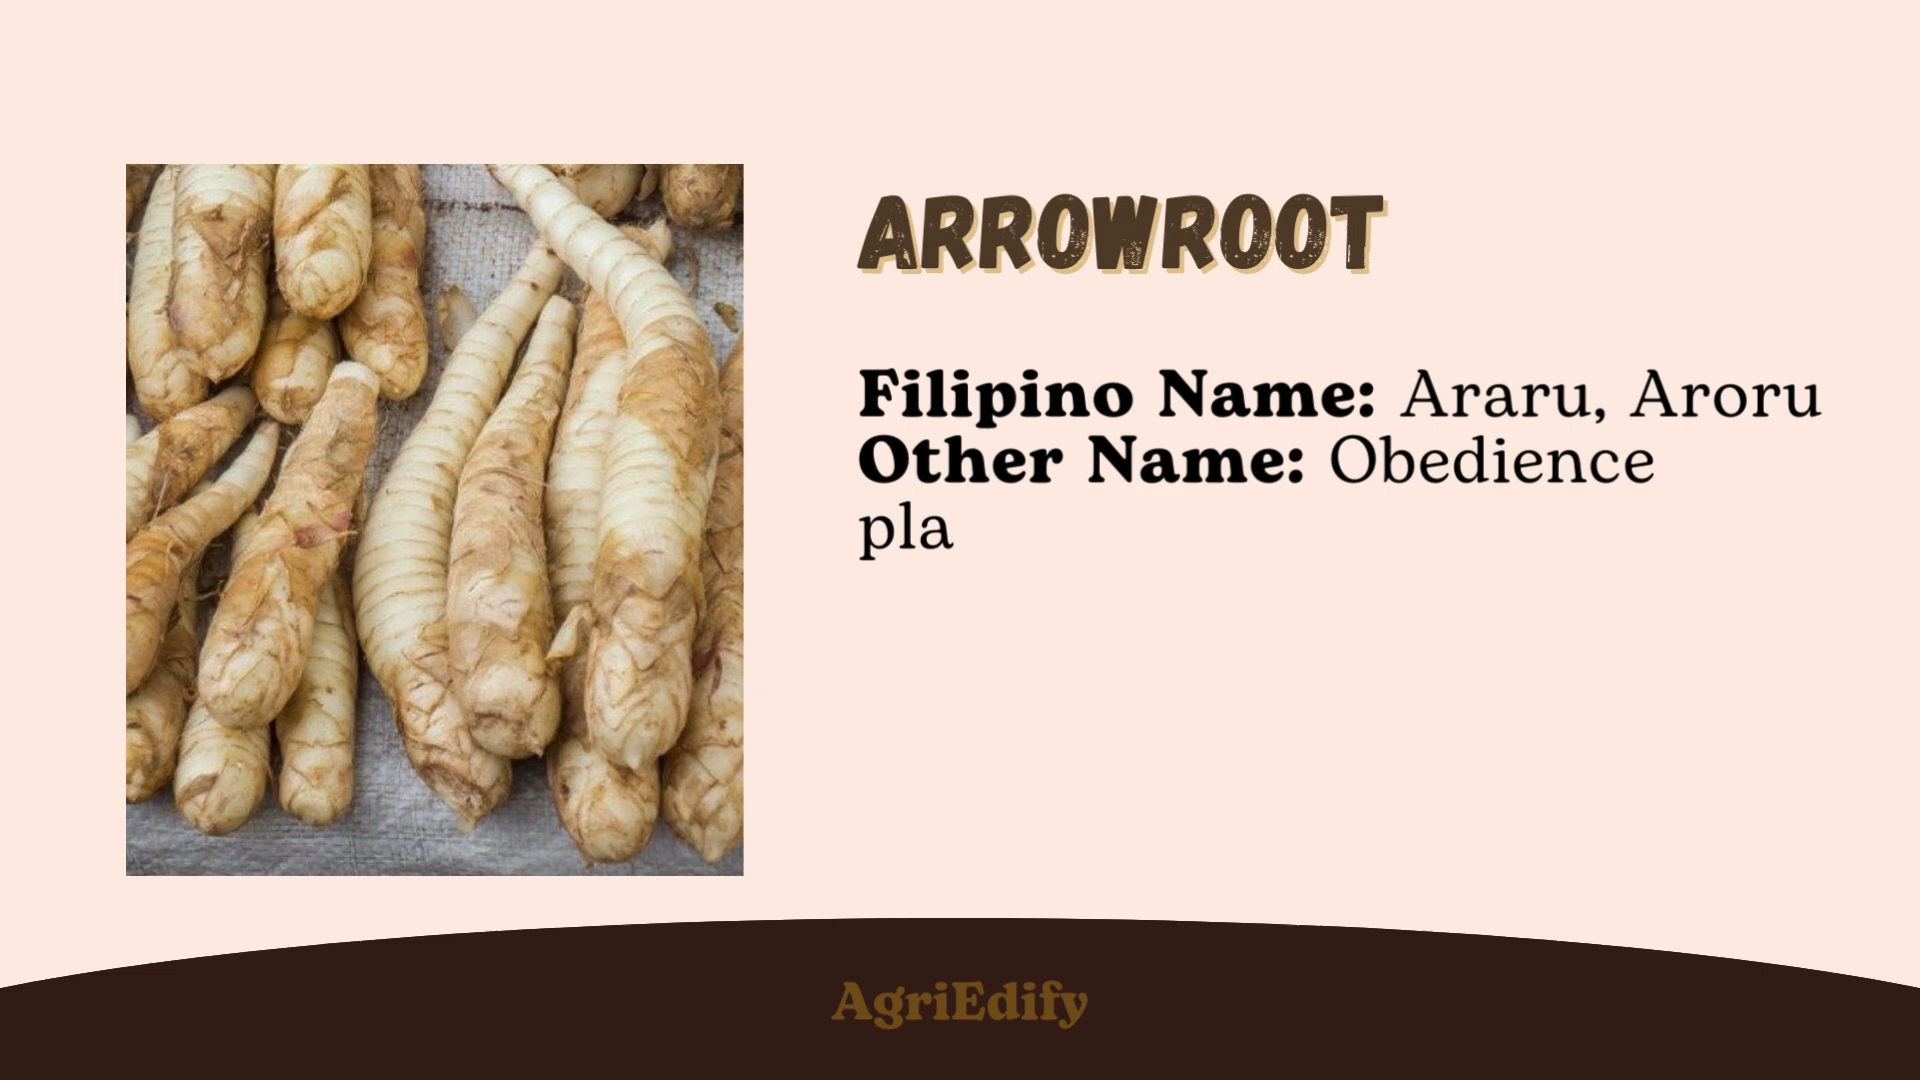 ARROWROOT
Filipino Name: Araru, Aroru
Other Name: Obedience
pla
AgriEdify